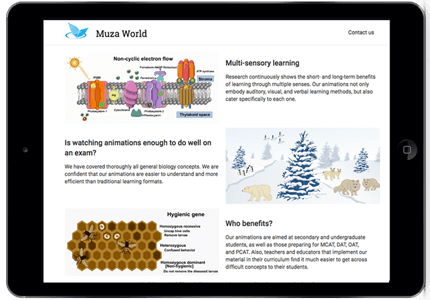 Muza World
Contact us
Non-cyclic electron flow
Stroma
Thylakoid space
Multi-sensory learning
Research continuously shows the short- and long-term benefits
of learning through multiple senses. Our animations not only
embody auditory, visual, and verbal learning methods, but also
cater specifically to each one.
Is watching animations enough to do well on
an exam?
We have covered thoroughly all general biology concepts. We are
confident that our animations are easier to understand and more
efficient than traditional learning formats.
Hygienic gene
Homozygous recessive
Uncap bee cells
Remove larvae
Heterozygous
Confused behavior
Homozygous dominant
(Non-Hygienic)
Do not remove the diseased larvae
Who benefits?
Our animations are aimed at secondary and undergraduate
students, as well as those preparing for MCAT, DAT, OAT,
and PCAT. Also, teachers and educators that implement our
material in their curriculum find it much easier to get across
difficult concepts to their students.